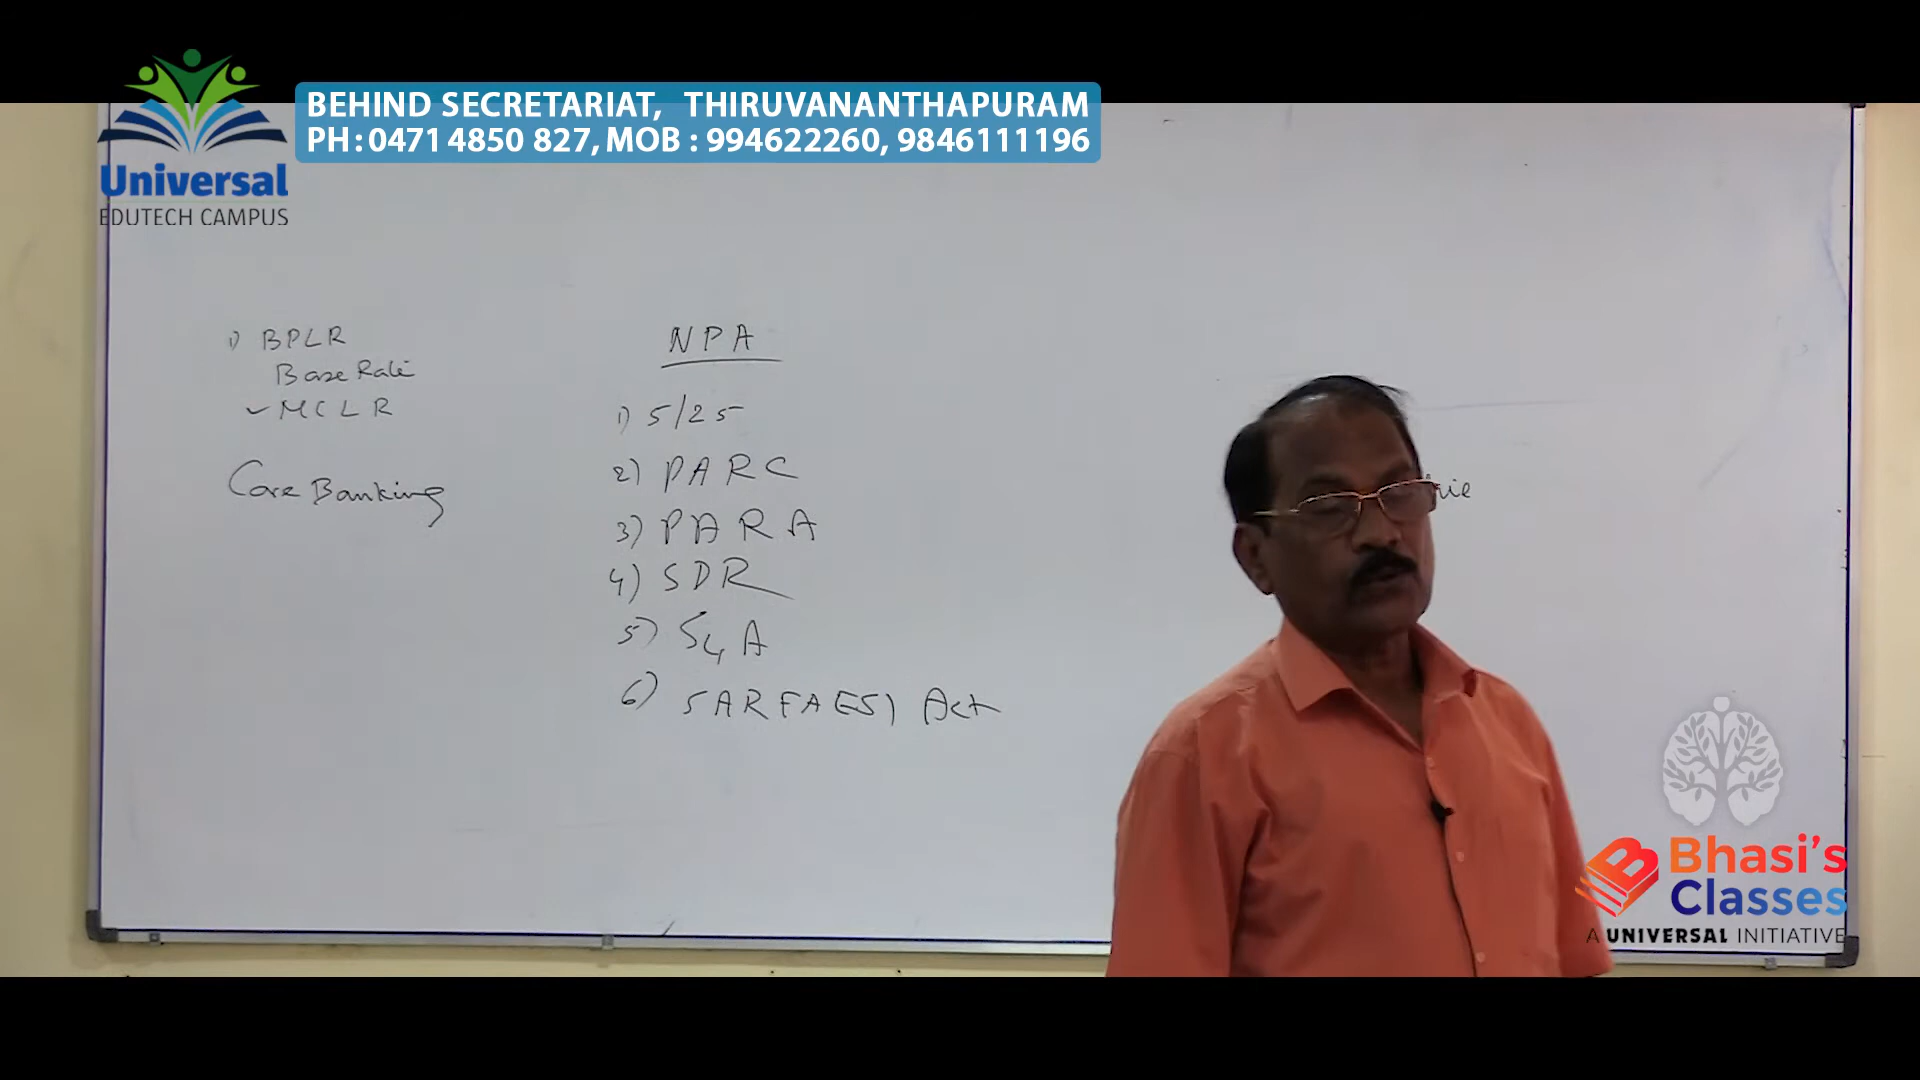 BEHIND SECRETARIAT, THIRUVANANTHAPURAM
PH : 0471 4850 827, MOB : 994622260, 9846111196
Universal
EDUTECH CAMPUS
1) BPLR
Base Rate
✓ MCLR
Core Banking
NPA
1) 5/25
2) PARC
3) PARA
4) SDR
5) S4A
6) SARFAESI Act
Bhasi's
Classes
A UNIVERSAL INITIATIVE